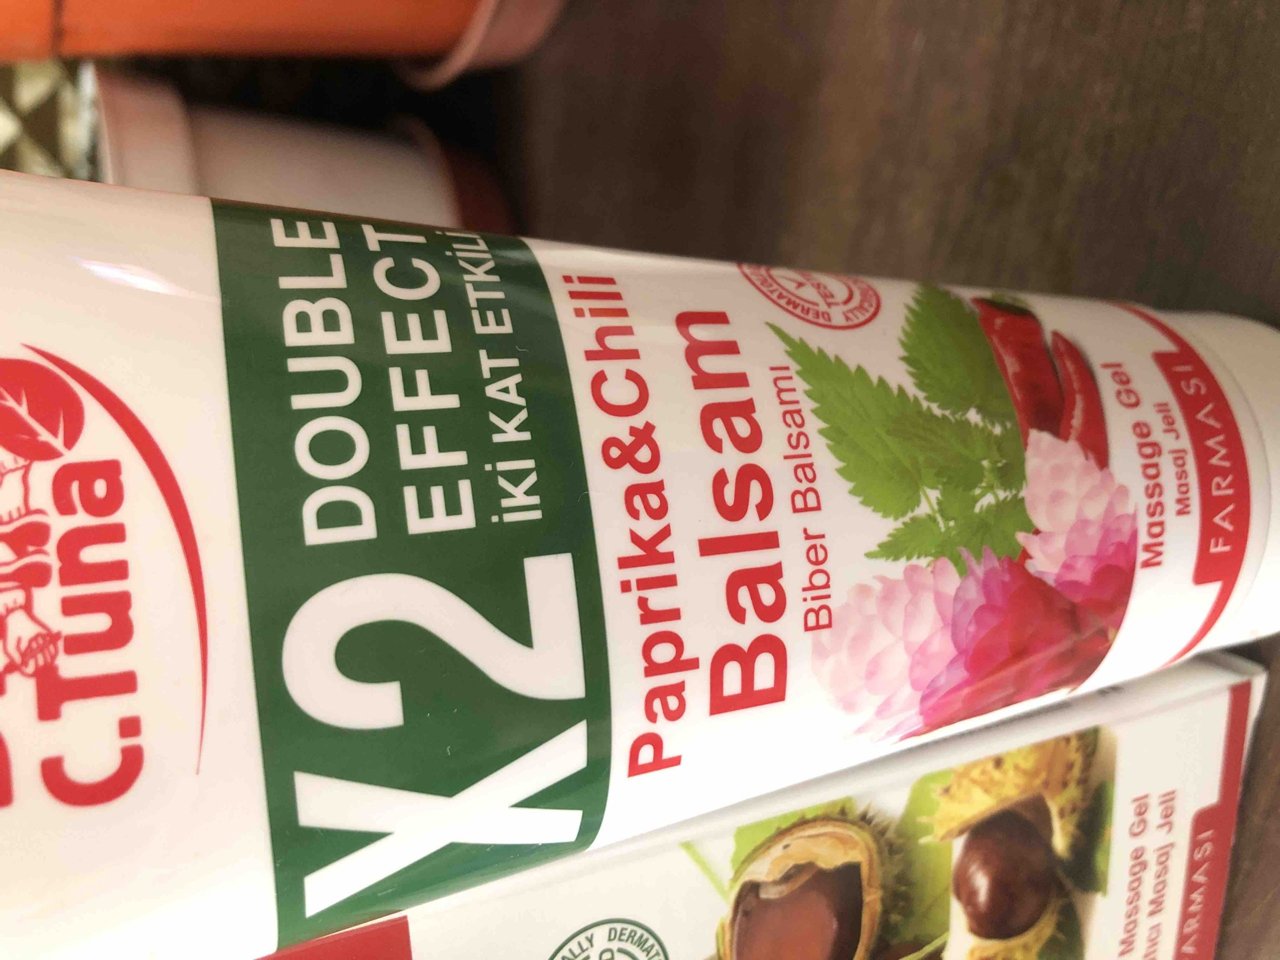 C.Tuna
X2
DOUBLE
EFFECT
İKİ KAT ETKİLİ
Paprika&Chili
Balsam
Biber Balsamı
Massage Gel
Masaj Jeli
FARMASI
Massage Gel
Masaj Jeli